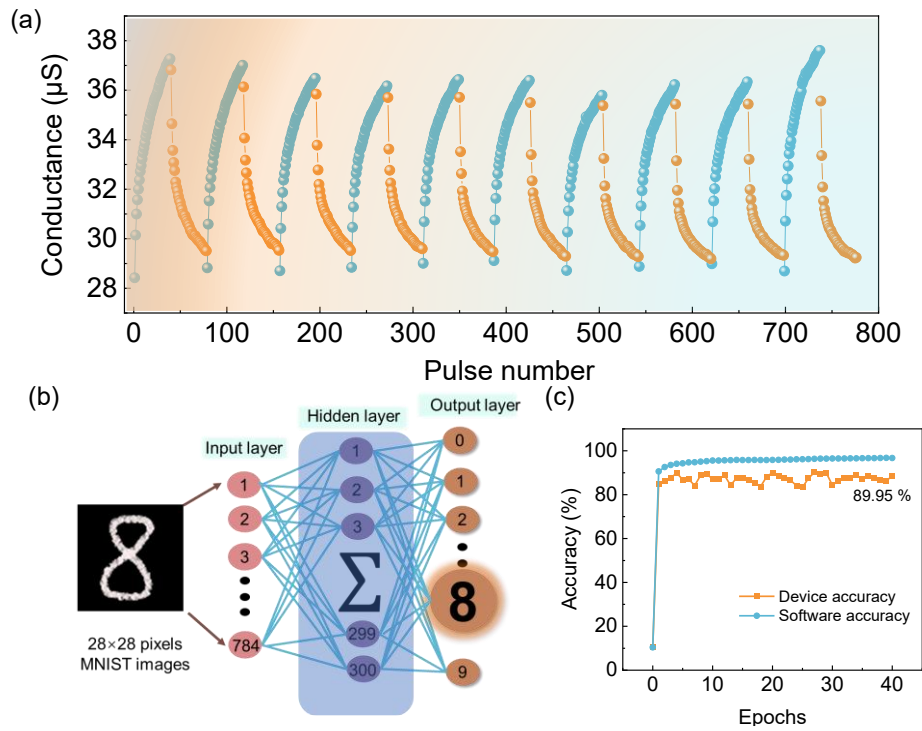 (a)
38
36
34
32
30
28
Conductance (μS)
0 100 200 300 400 500 600 700 800
Pulse number
(b)
Input layer
Hidden layer
Output layer
1
2
3
784
1
2
3
Σ
299
300
0
1
2
8
9
28×28 pixels
MNIST images
(c)
100
80
60
40
20
0
Accuracy (%)
89.95 %
Device accuracy
Software accuracy
0 10 20 30 40
Epochs